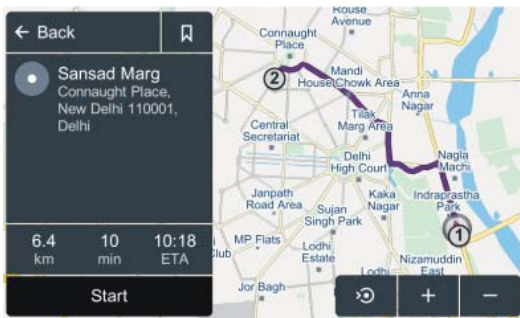 ← Back
Sansad Marg
Connaught Place,
New Delhi 110001,
Delhi
6.4
km
10
min
10:18
ETA
Start
Rouse
Avenue
Connaught
Place
2
Mandi
House Chowk Area
Anna
Nagar
Tilak
Marg Area
Central
Secretariat
Delhi
High Court
Nagla
Machi
Janpath
Road Area
Kaka
Nagar
Indraprastha
Park
1
Sujan
Singh Park
MP Flats
Club
Lodhi
Estate
Nizamuddin
East
Lodhi
Jor Bagh
+
−